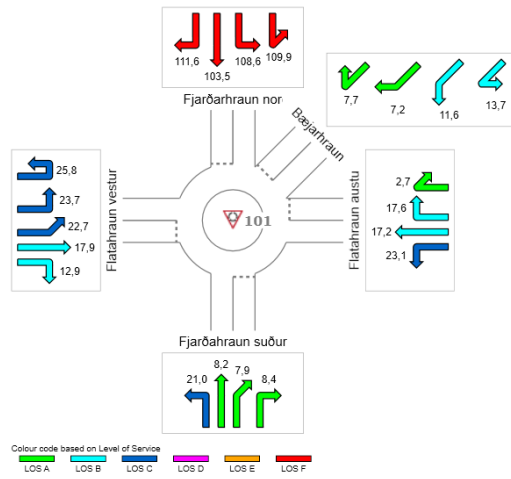 111,6
103,5
108,6
109,9
Fjarðarhraun nor
Bæjarhraun
7,7
7,2
11,6
13,7
Flatahraun vestur
25,8
23,7
22,7
17,9
12,9
101
Flatahraun austu
2,7
17,6
17,2
23,1
Fjarðahraun suður
21,0
8,2
7,9
8,4
Colour code based on Level of Service
LOS A
LOS B
LOS C
LOS D
LOS E
LOS F